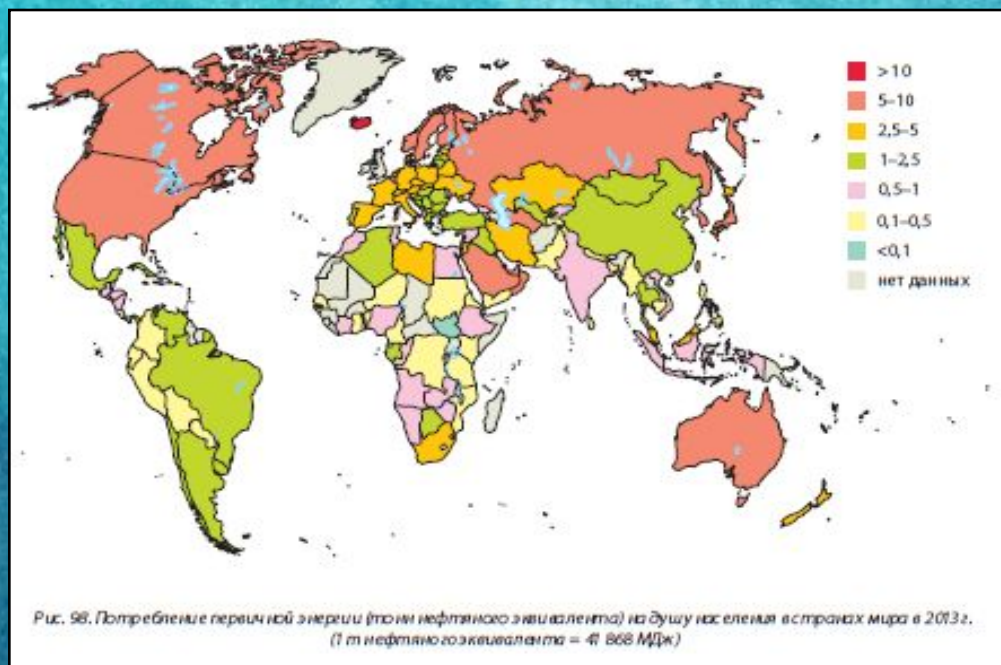 >10
5–10
2,5–5
1–2,5
0,5–1
0,1–0,5
<0,1
нет данных
Рис. 98. Потребление первичной энергии (тонн нефтяного эквивалента) на душу населения в странах мира в 2013 г.
(1 т нефтяного эквивалента = 41 868 МДж)